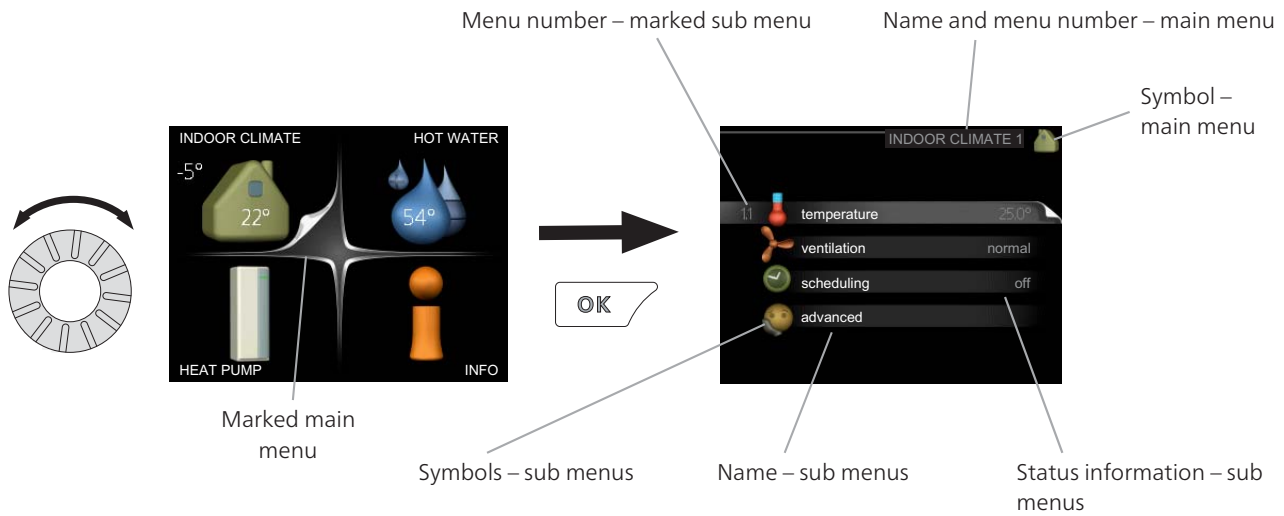 Menu number – marked sub menu
Name and menu number – main menu
Symbol –
main menu
INDOOR CLIMATE
HOT WATER
-5°
22°
54°
HEAT PUMP
INFO
OK
INDOOR CLIMATE 1
1.1
temperature
25.0°
ventilation
normal
scheduling
off
advanced
Marked main
menu
Symbols – sub menus
Name – sub menus
Status information – sub
menus